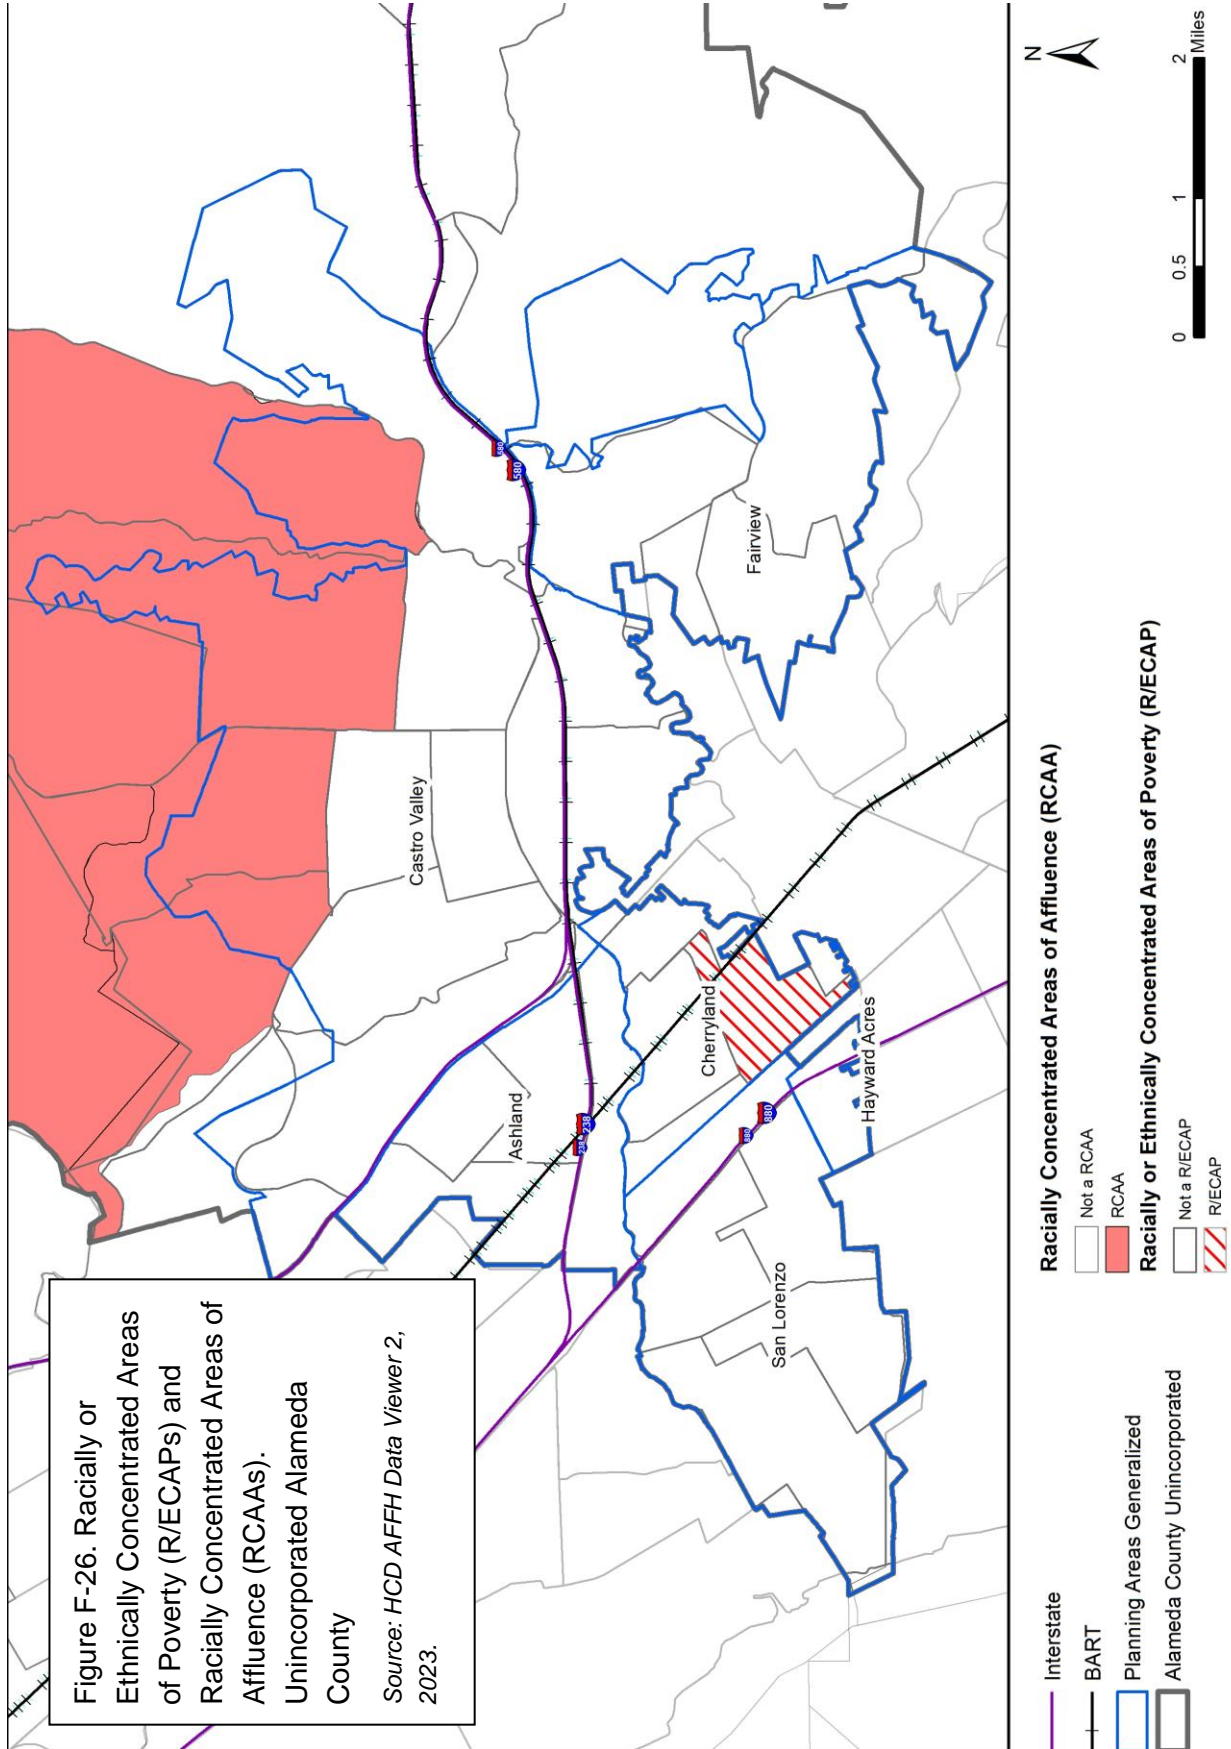 Figure F-26. Racially or
Ethnically Concentrated Areas
of Poverty (R/ECAPs) and
Racially Concentrated Areas of
Affluence (RCAAs).
Unincorporated Alameda
County
Source: HCD AFFH Data Viewer 2,
2023.
Castro Valley
Ashland
Cherryland
Fairview
San Lorenzo
Hayward Acres
580
580
238
238
880
880
Interstate
BART
Planning Areas Generalized
Alameda County Unincorporated
Racially Concentrated Areas of Affluence (RCAA)
Not a RCAA
RCAA
Racially or Ethnically Concentrated Areas of Poverty (R/ECAP)
Not a R/ECAP
R/ECAP
N
0 0.5 1 2
Miles